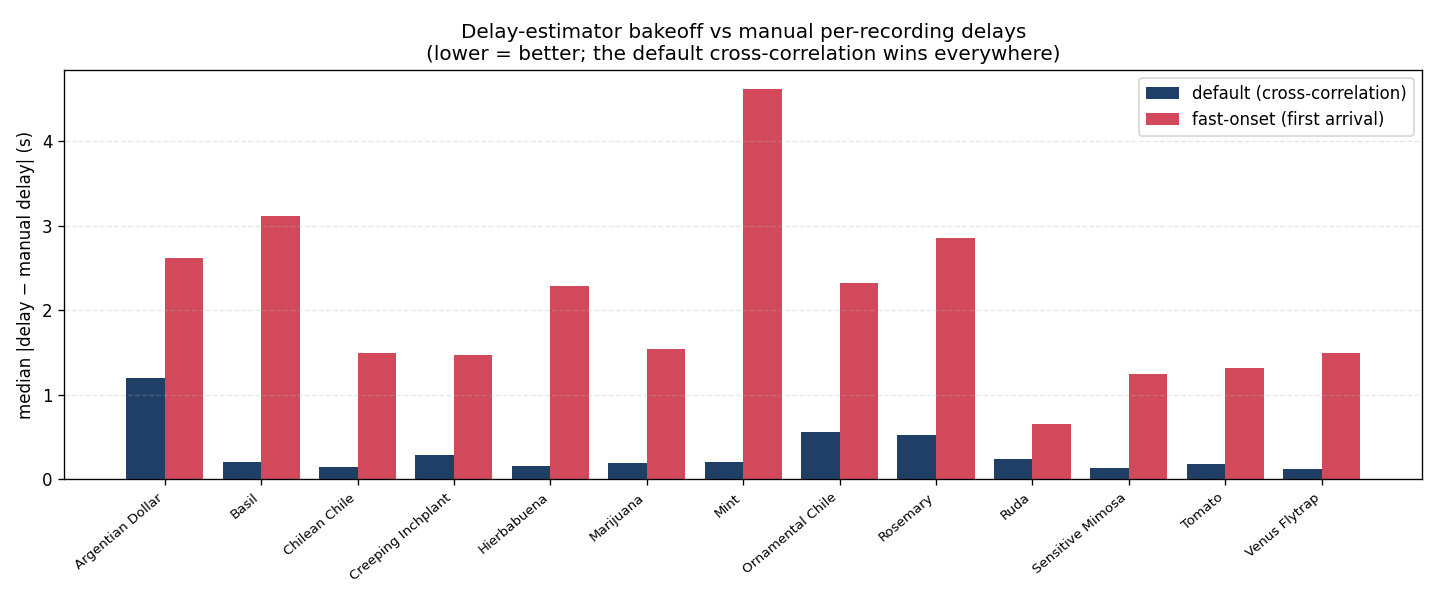 Delay-estimator bakeoff vs manual per-recording delays
(lower = better; the default cross-correlation wins everywhere)
default (cross-correlation)
fast-onset (first arrival)
median |delay − manual delay| (s)
4
3
2
1
0
Argentian Dollar
Basil
Chilean Chile
Creeping Inchplant
Hierbabuena
Marijuana
Mint
Ornamental Chile
Rosemary
Ruda
Sensitive Mimosa
Tomato
Venus Flytrap